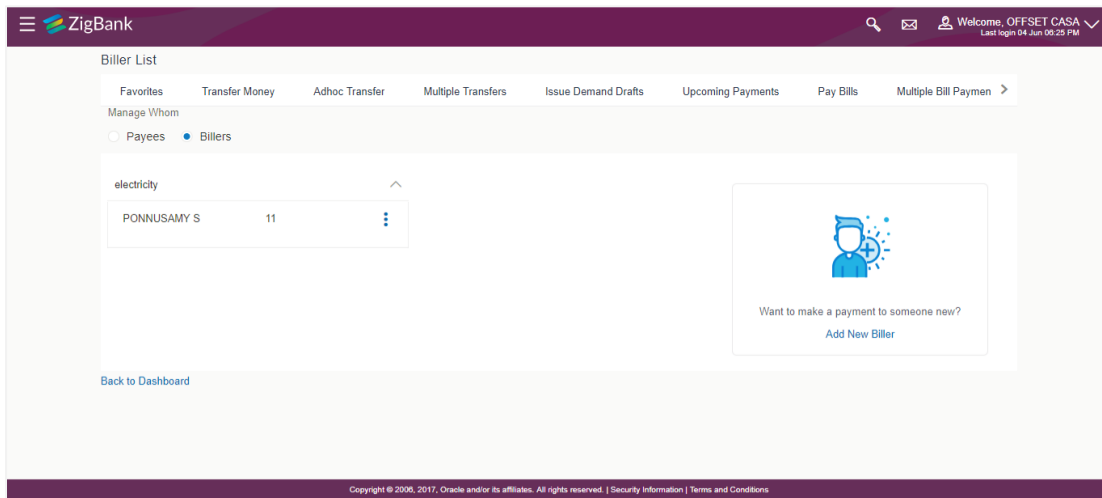 ZigBank
Welcome, OFFSET CASA
Last login 04 Jun 06:25 PM
Biller List
Favorites Transfer Money Adhoc Transfer Multiple Transfers Issue Demand Drafts Upcoming Payments Pay Bills Multiple Bill Paymen
Manage Whom
Payees Billers
electricity
PONNUSAMY S 11
Want to make a payment to someone new?
Add New Biller
Back to Dashboard
Copyright © 2006, 2017, Oracle and/or its affiliates. All rights reserved. | Security Information | Terms and Conditions